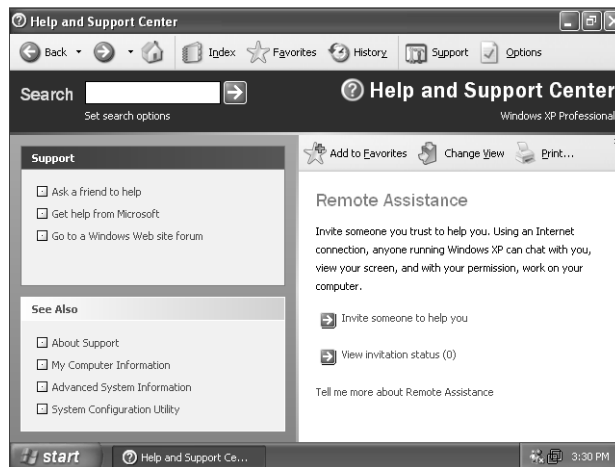 Help and Support Center
Back
Index
Favorites
History
Support
Options
Search
Set search options
Help and Support Center
Windows XP Professional
Support
Ask a friend to help
Get help from Microsoft
Go to a Windows Web site forum
See Also
About Support
My Computer Information
Advanced System Information
System Configuration Utility
Add to Favorites
Change View
Print...
Remote Assistance
Invite someone you trust to help you. Using an Internet
connection, anyone running Windows XP can chat with you,
view your screen, and with your permission, work on your
computer.
Invite someone to help you
View invitation status (0)
Tell me more about Remote Assistance
start
Help and Support Ce...
3:30 PM